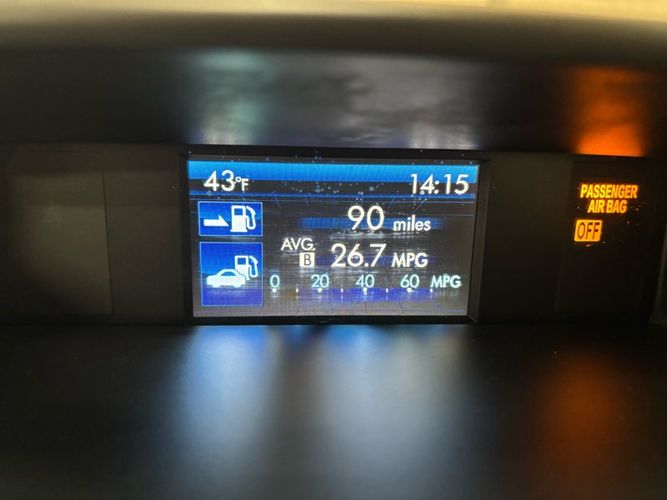 43°F 14:15
90 miles
AVG.
B 26.7 MPG
0 20 40 60 MPG
PASSENGER
AIR BAG
OFF